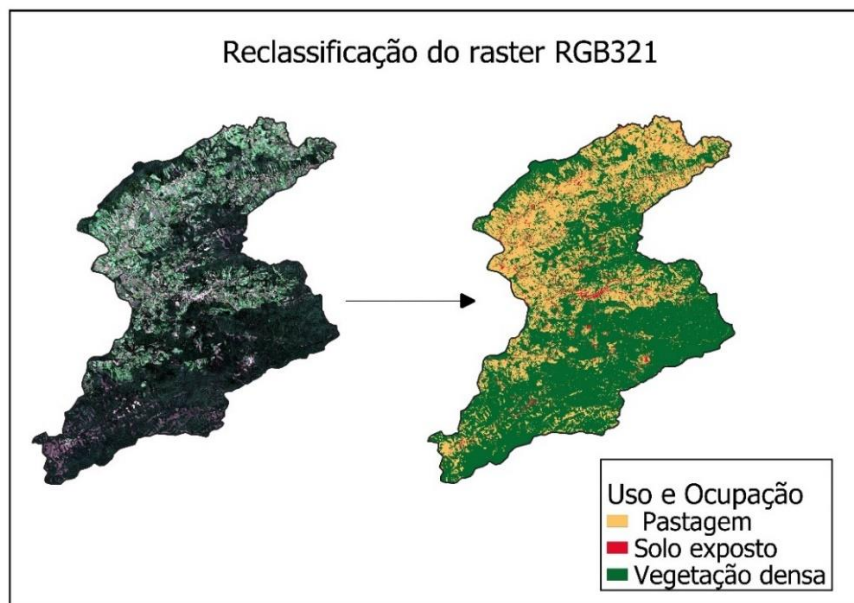 Reclassificação do raster RGB321
Uso e Ocupação
Pastagem
Solo exposto
Vegetação densa